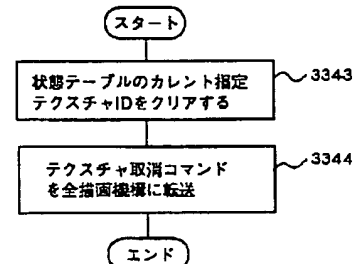 スタート
状態テーブルのカレント指定
テクスチャIDをクリアする
3343
テクスチャ取消コマンド
を全描画機構に転送
3344
エンド